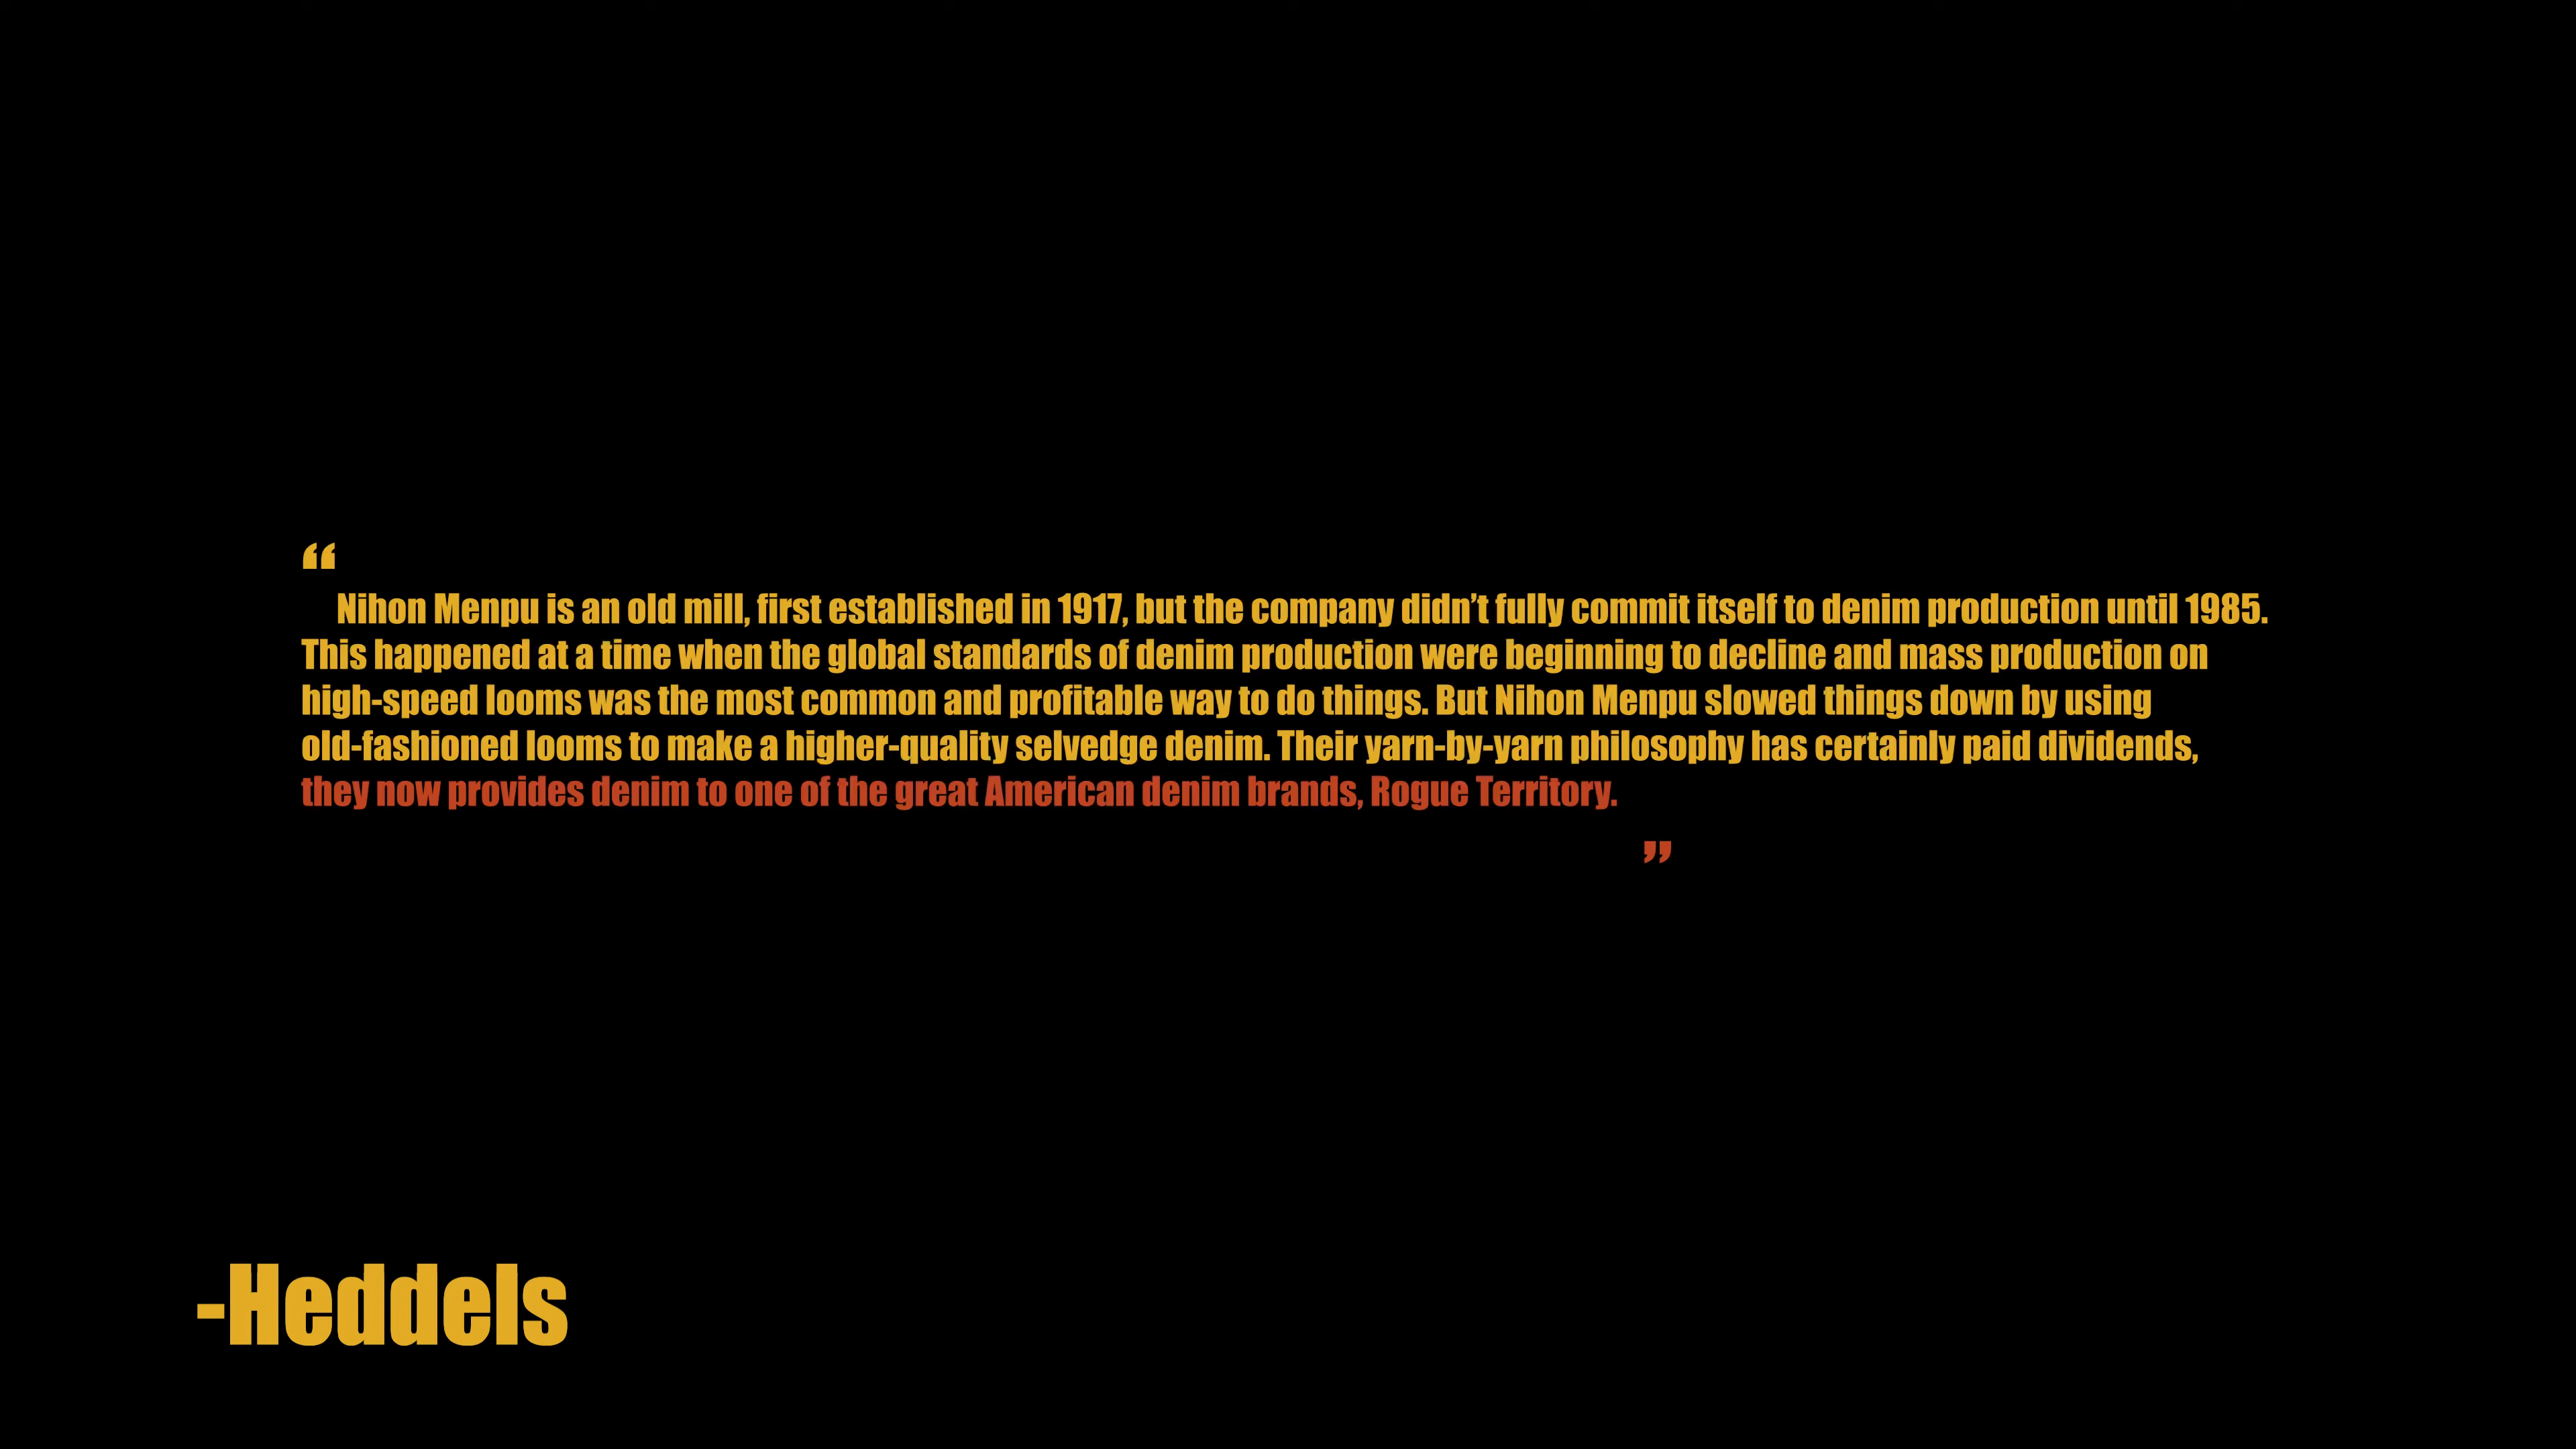 “
Nihon Menpu is an old mill, first established in 1917, but the company didn’t fully commit itself to denim production until 1985.
This happened at a time when the global standards of denim production were beginning to decline and mass production on
high-speed looms was the most common and profitable way to do things. But Nihon Menpu slowed things down by using
old-fashioned looms to make a higher-quality selvedge denim. Their yarn-by-yarn philosophy has certainly paid dividends,
they now provides denim to one of the great American denim brands, Rogue Territory.
”
-Heddels